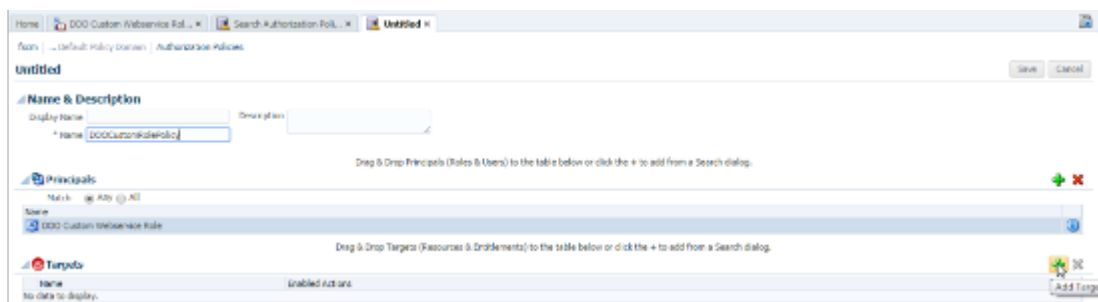 Home DOO Custom Webservice Rol... × Search Authorization Poli... × Untitled ×
fscm | ... Default Policy Domain | Authorization Policies
Untitled Save Cancel
Name & Description
Display Name Description
* Name DOOCustomRolePolicy
Drag & Drop Principals (Roles & Users) to the table below or click the + to add from a Search dialog.
Principals
Match Any All
Name
DOO Custom Webservice Role
Drag & Drop Targets (Resources & Entitlements) to the table below or click the + to add from a Search dialog.
Targets
Name Enabled Actions
Add Targe
No data to display.